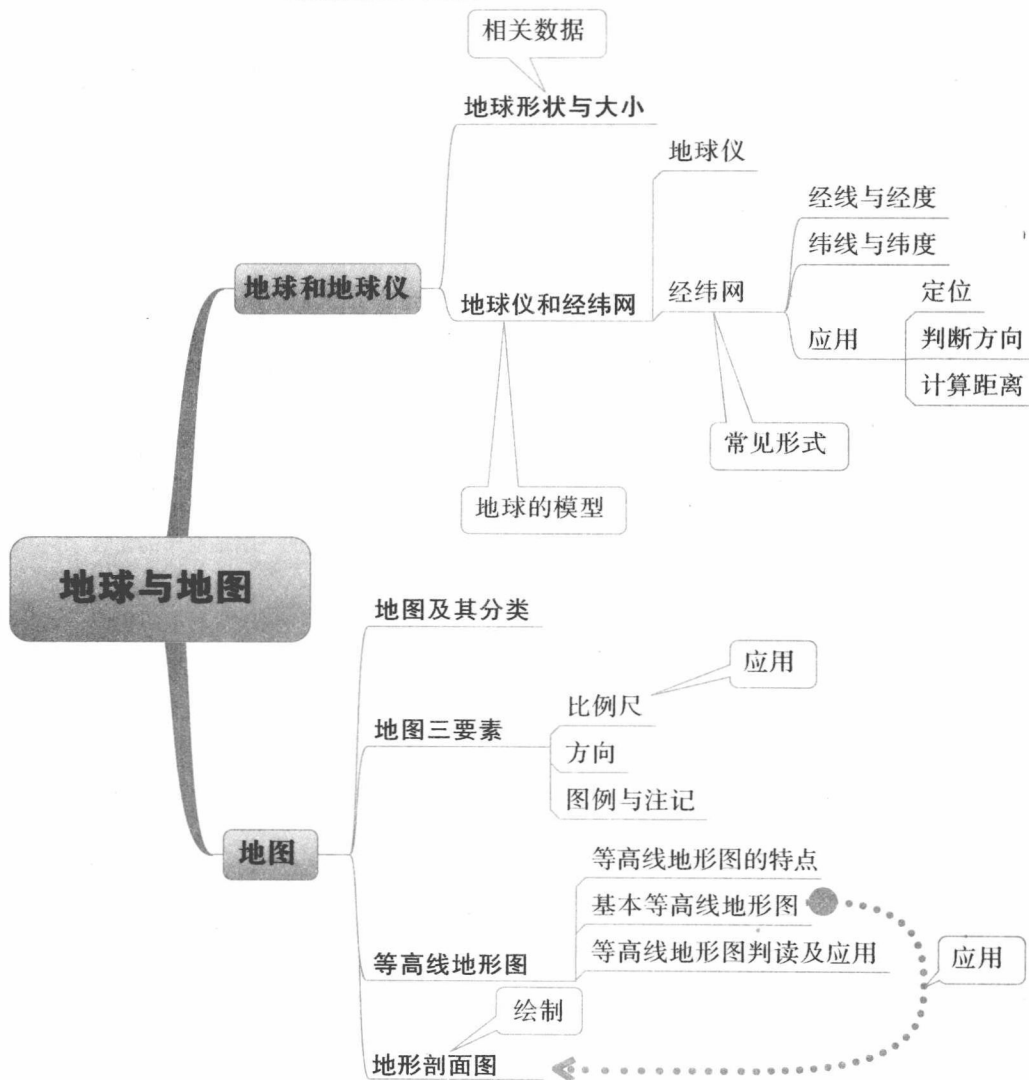 相关数据
地球形状与大小
地球仪
经线与经度
纬线与纬度
地球和地球仪
地球仪和经纬网
经纬网
定位
应用
判断方向
计算距离
常见形式
地球的模型
地球与地图
地图及其分类
应用
比例尺
地图三要素
方向
图例与注记
地图
等高线地形图的特点
基本等高线地形图
等高线地形图判读及应用
应用
等高线地形图
绘制
地形剖面图